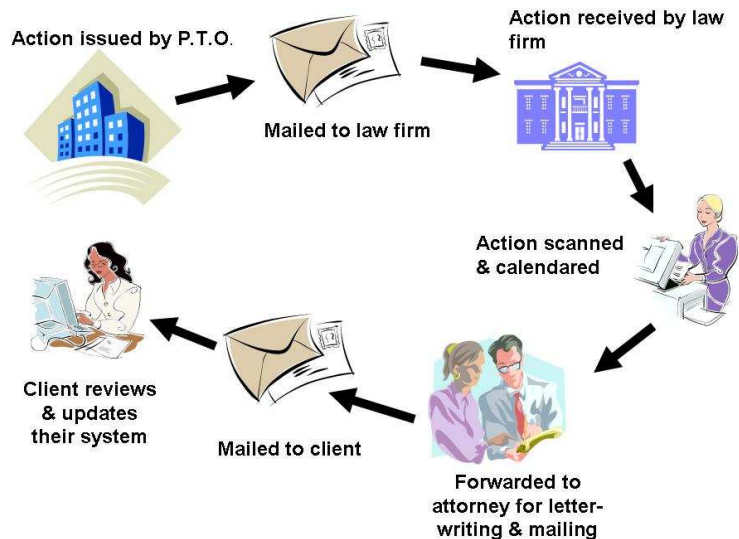 Action issued by P.T.O.
Mailed to law firm
Action received by law
firm
Action scanned
& calendared
Forwarded to
attorney for letter-
writing & mailing
Mailed to client
Client reviews
& updates
their system